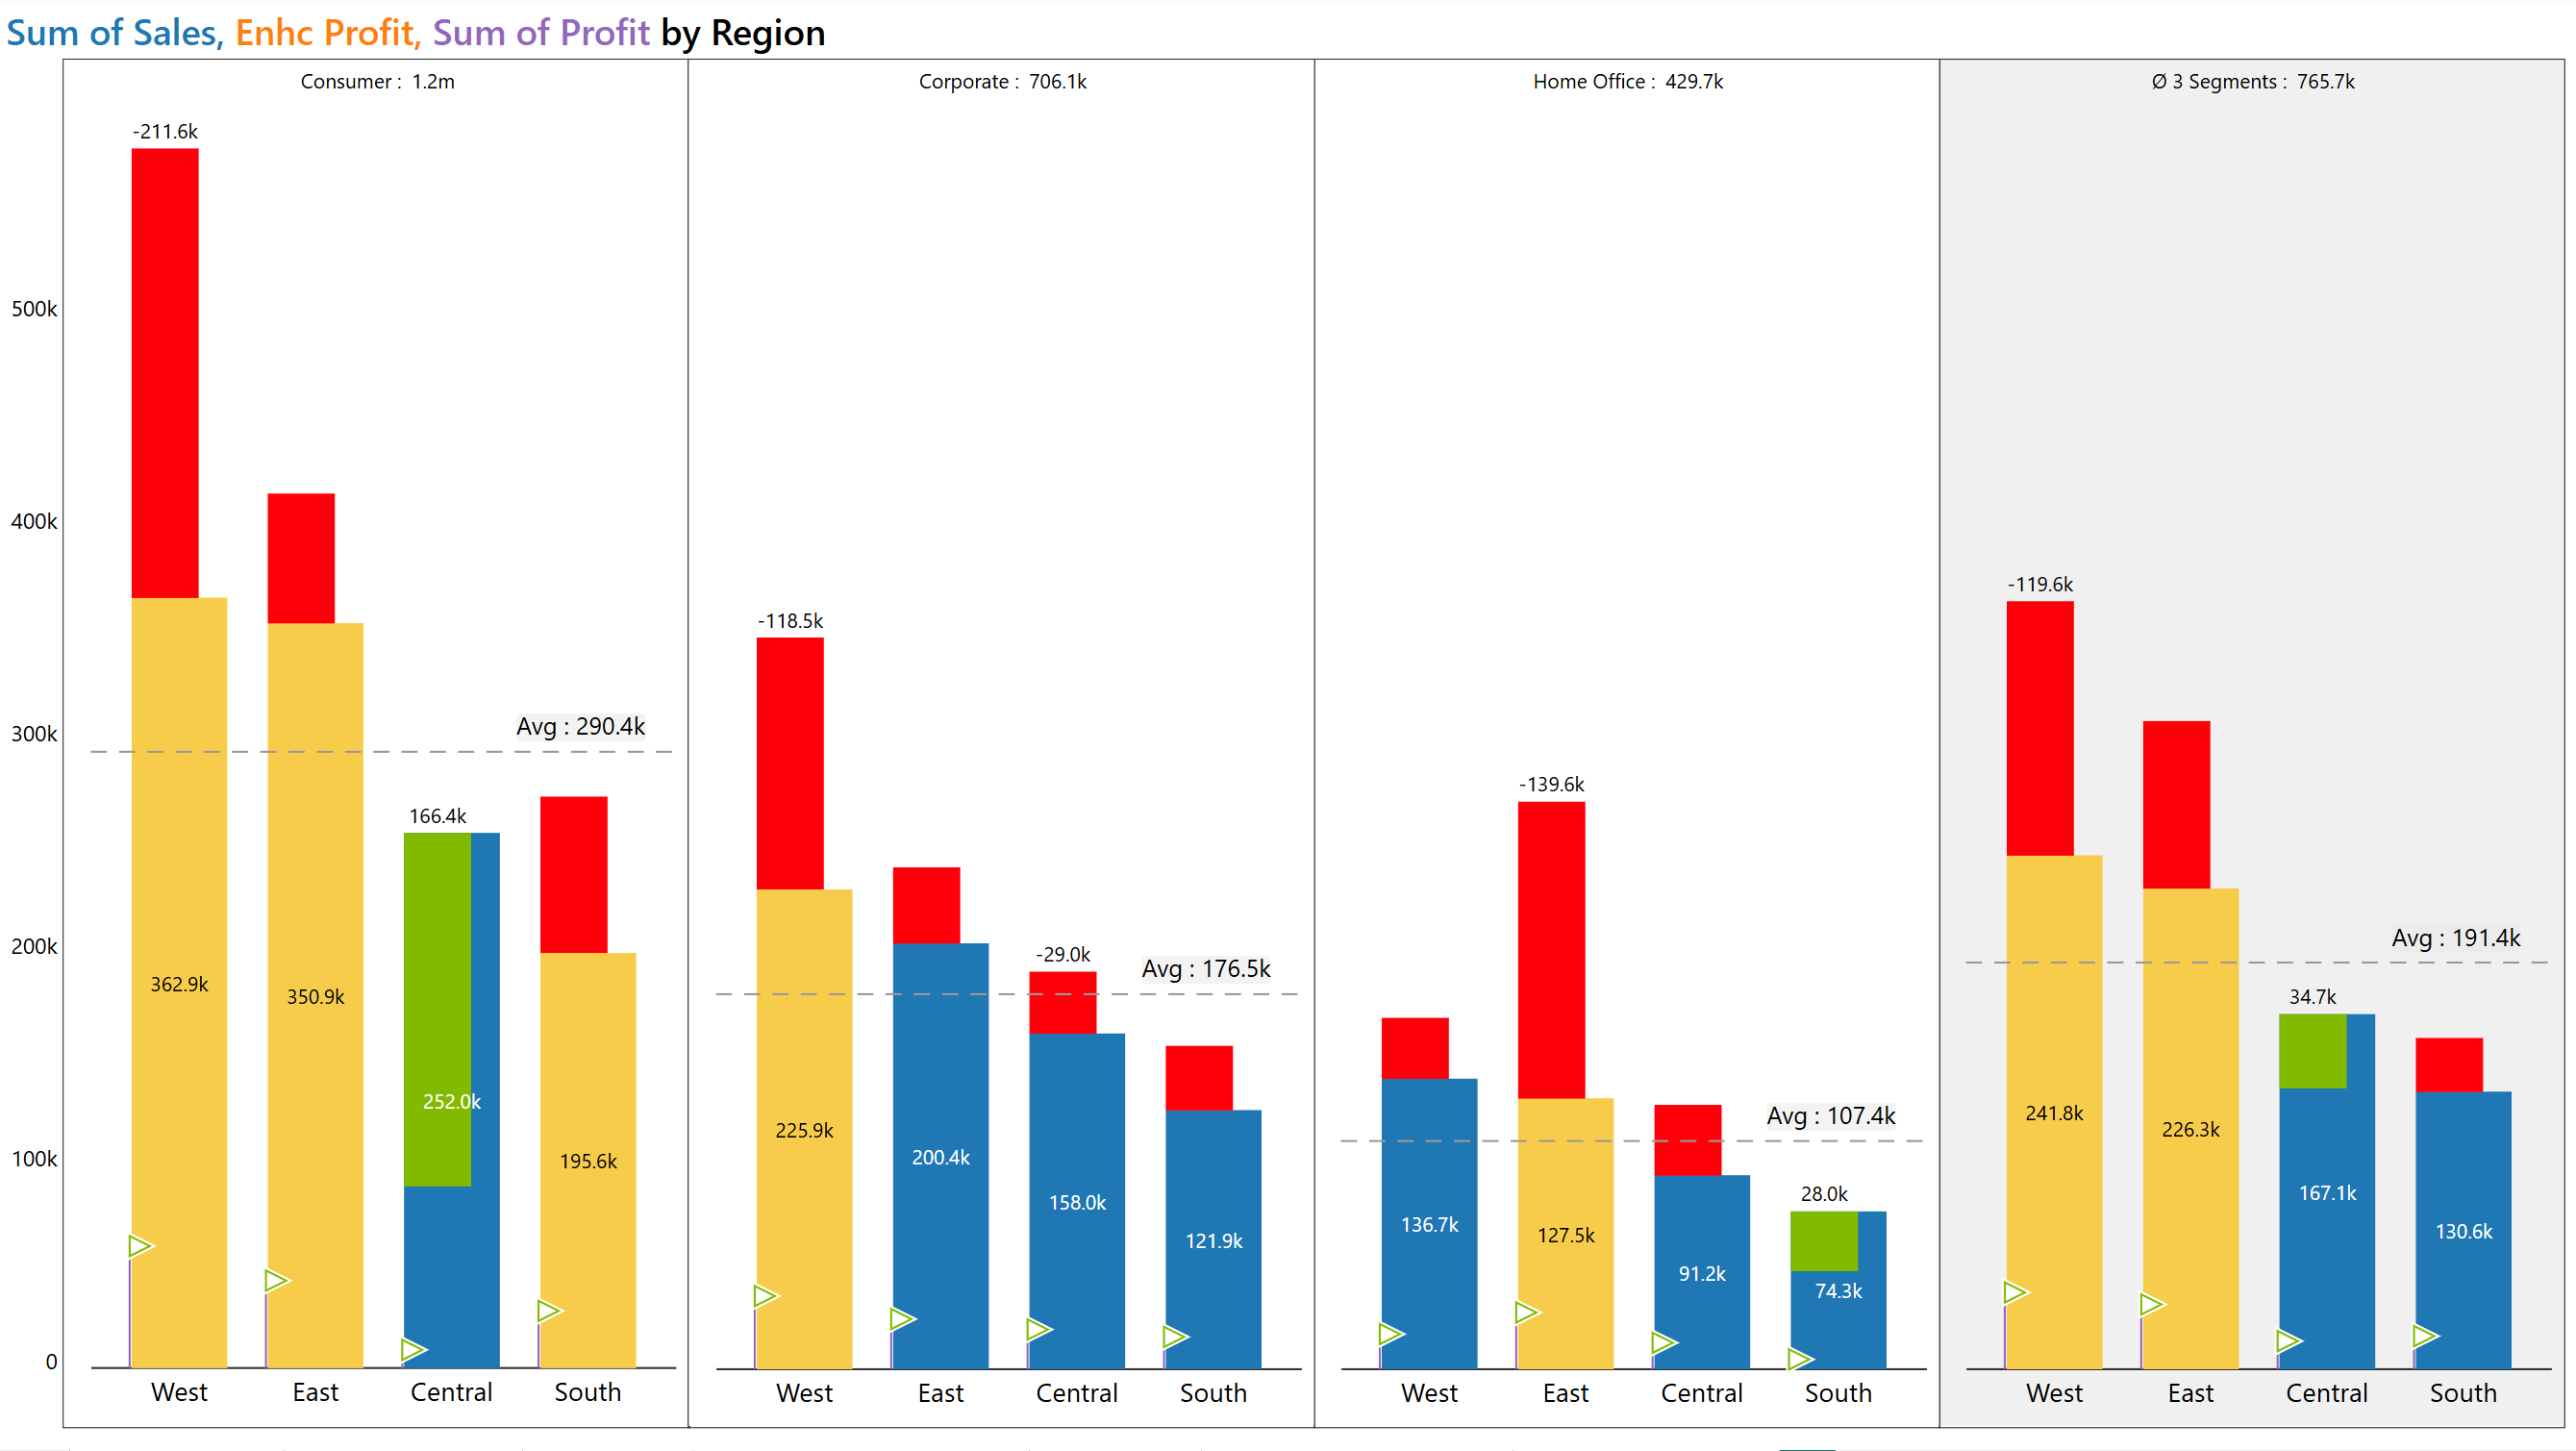 Sum of Sales, Enhc Profit, Sum of Profit by Region
Consumer : 1.2m
Corporate : 706.1k
Home Office : 429.7k
Ø 3 Segments : 765.7k
500k
400k
300k
200k
100k
0
-211.6k
Avg : 290.4k
166.4k
362.9k
350.9k
252.0k
195.6k
West
East
Central
South
-118.5k
-29.0k
Avg : 176.5k
225.9k
200.4k
158.0k
121.9k
West
East
Central
South
-139.6k
Avg : 107.4k
28.0k
136.7k
127.5k
91.2k
74.3k
West
East
Central
South
-119.6k
Avg : 191.4k
34.7k
241.8k
226.3k
167.1k
130.6k
West
East
Central
South